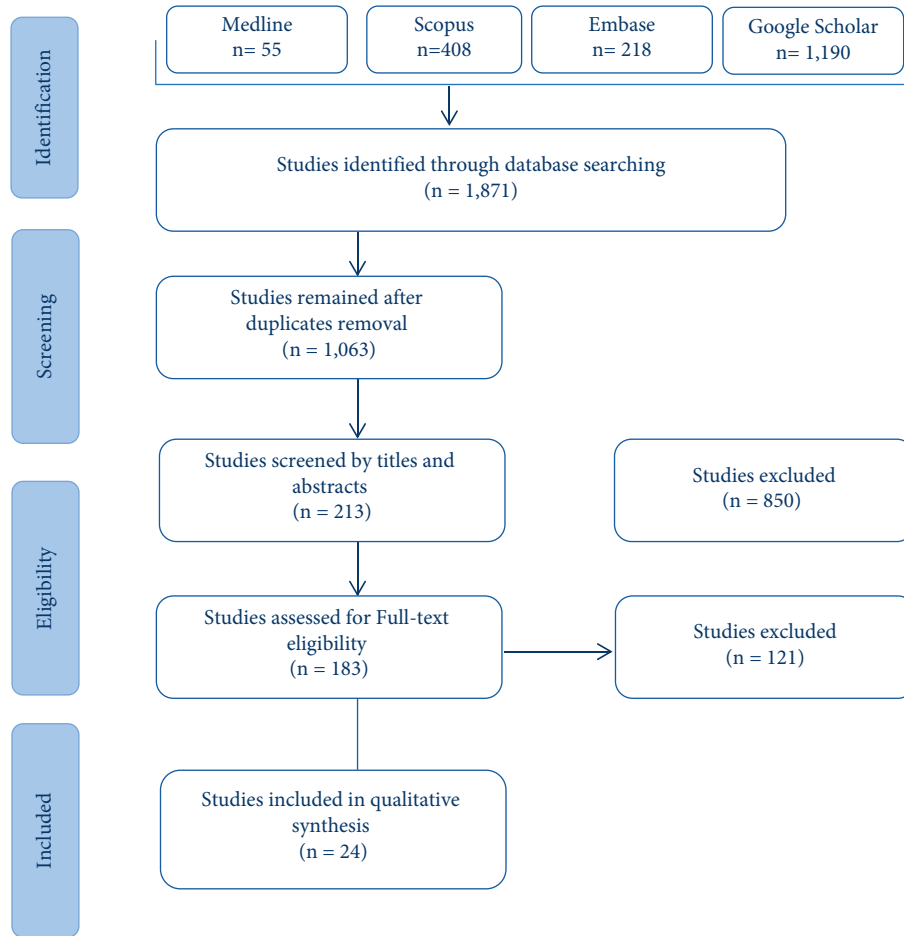 Identification
Medline
n= 55
Scopus
n=408
Embase
n= 218
Google Scholar
n= 1,190
Studies identified through database searching
(n = 1,871)
Screening
Studies remained after
duplicates removal
(n = 1,063)
Studies screened by titles and
abstracts
(n = 213)
Studies excluded
(n = 850)
Eligibility
Studies assessed for Full-text
eligibility
(n = 183)
Studies excluded
(n = 121)
Included
Studies included in qualitative
synthesis
(n = 24)